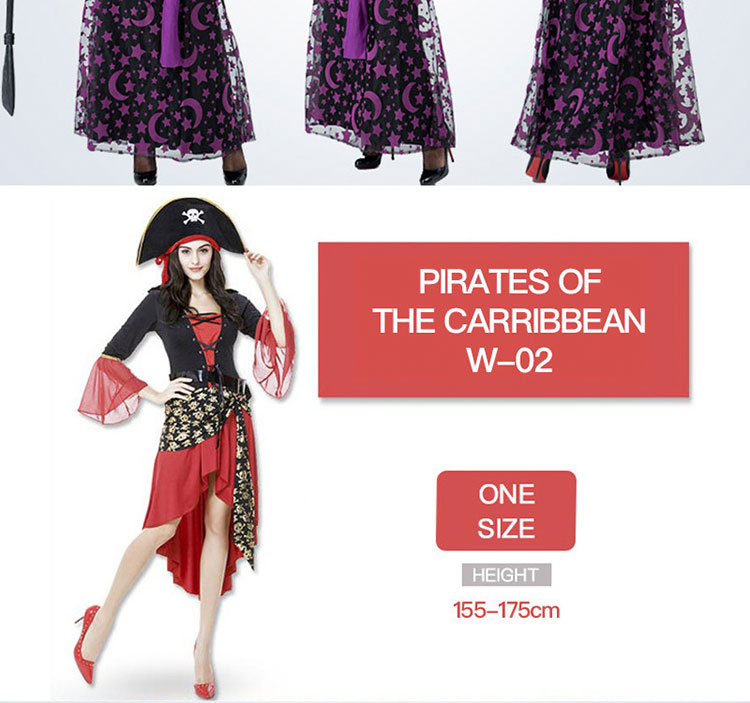 PIRATES OF
THE CARRIBBEAN
W-02
ONE
SIZE
HEIGHT
155-175cm